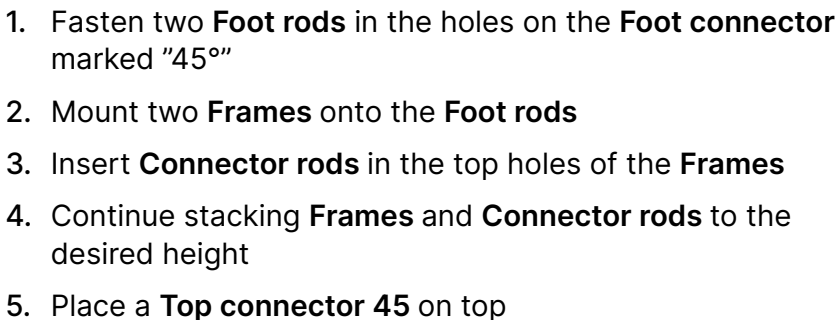 1. Fasten two Foot rods in the holes on the Foot connector
marked ”45°”
2. Mount two Frames onto the Foot rods
3. Insert Connector rods in the top holes of the Frames
4. Continue stacking Frames and Connector rods to the
desired height
5. Place a Top connector 45 on top